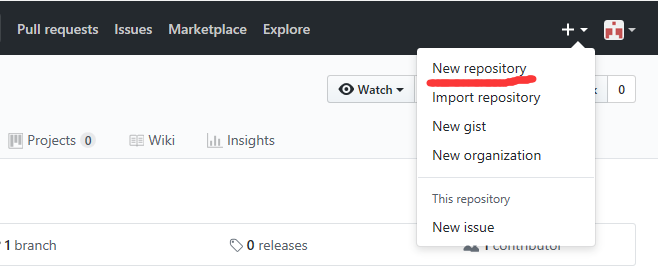 Pull requests Issues Marketplace Explore
New repository
Watch
0
Import repository
New gist
Projects 0 Wiki Insights
New organization
This repository
New issue
1 branch 0 releases 1 contributor